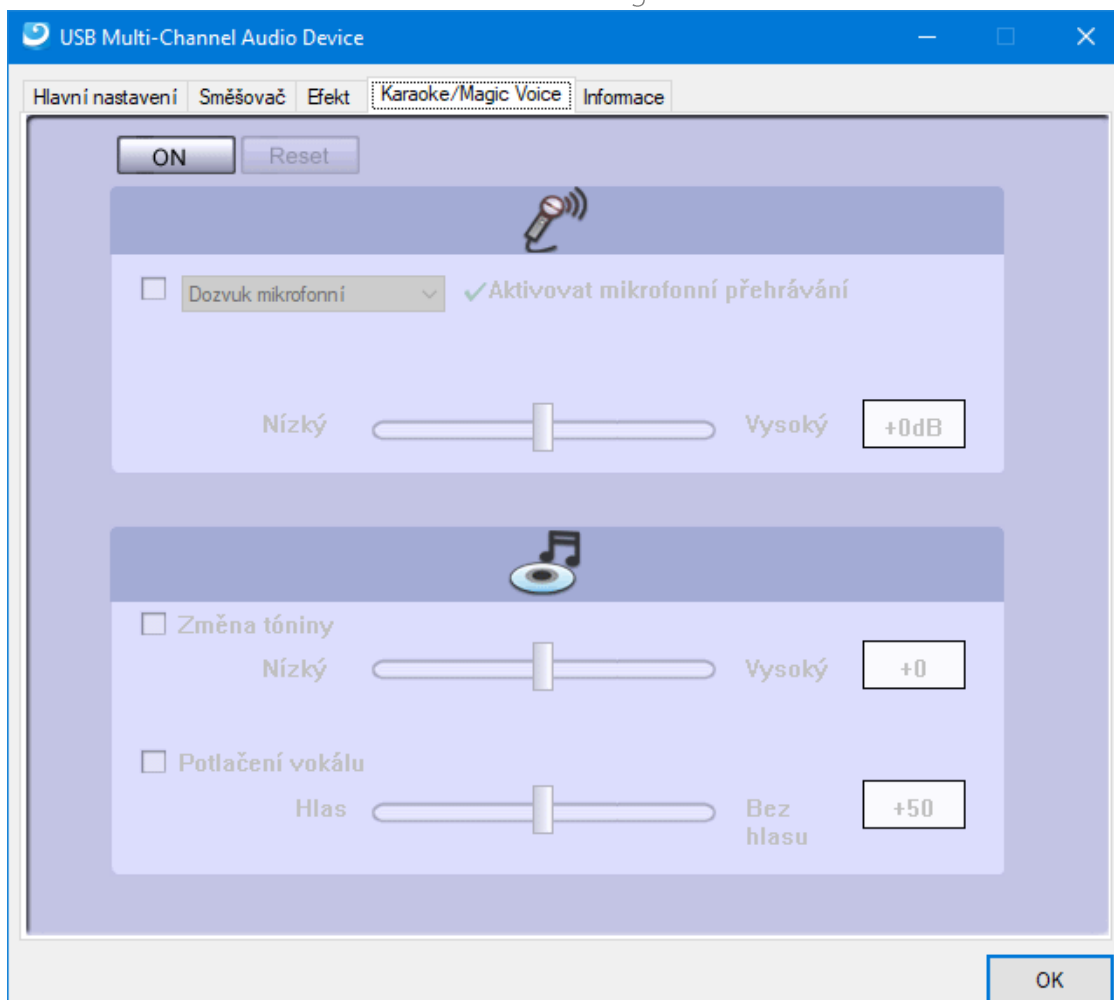 USB Multi-Channel Audio Device
Hlavní nastavení Směšovač Efekt Karaoke/Magic Voice Informace
ON Reset
Dozvuk mikrofonní Aktivovat mikrofonní přehrávání
Nízký Vysoký +0dB
Změna tóniny
Nízký Vysoký +0
Potlačení vokálu
Hlas Bez hlasu +50
OK